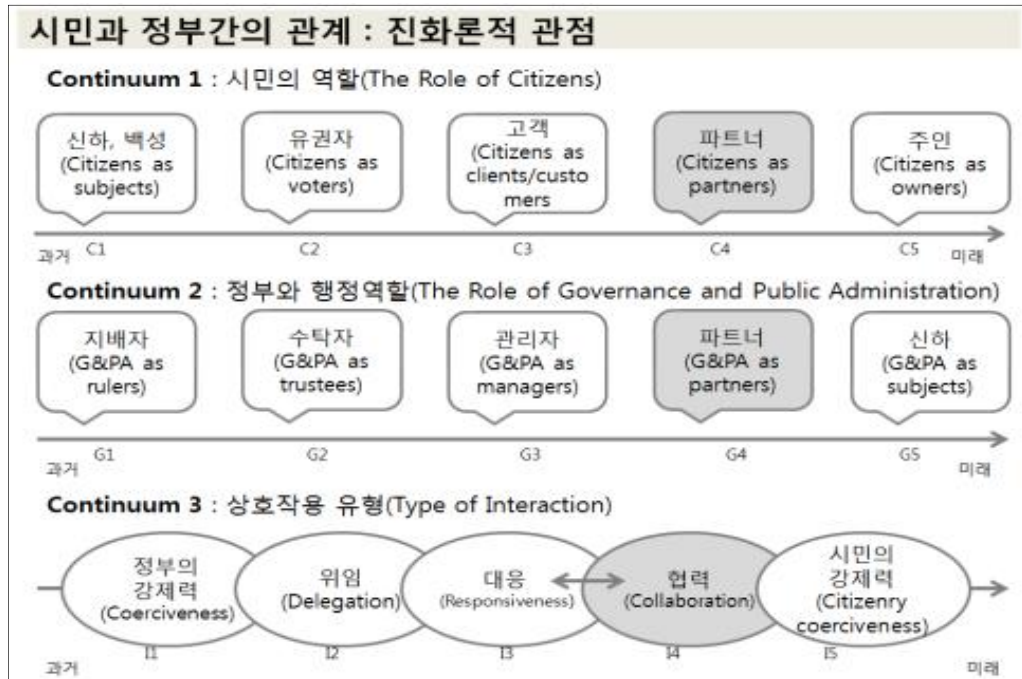 시민과 정부간의 관계 : 진화론적 관점
Continuum 1 : 시민의 역할(The Role of Citizens)
신하, 백성
(Citizens as
subjects)
유권자
(Citizens as
voters)
고객
(Citizens as
clients/custo
mers
파트너
(Citizens as
partners)
주인
(Citizens as
owners)
과거 C1 C2 C3 C4 C5 미래
Continuum 2 : 정부와 행정역할(The Role of Governance and Public Administration)
지배자
(G&PA as
rulers)
수탁자
(G&PA as
trustees)
관리자
(G&PA as
managers)
파트너
(G&PA as
partners)
신하
(G&PA as
subjects)
과거 G1 G2 G3 G4 G5 미래
Continuum 3 : 상호작용 유형(Type of Interaction)
정부의
강제력
(Coerciveness)
위임
(Delegation)
대응
(Responsiveness)
협력
(Collaboration)
시민의
강제력
(Citizenry
coerciveness)
과거 I1 I2 I3 I4 I5 미래